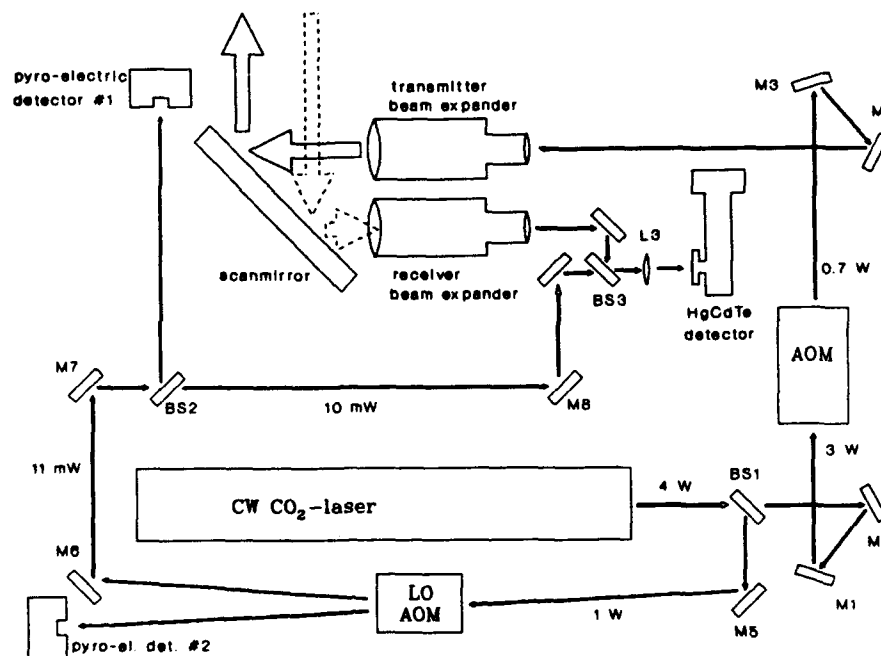 pyro-electric
detector #1
transmitter
beam expander
M3
M
scanmirror
receiver
beam expander
L3
BS3
HgCdTe
detector
0.7 W
AOM
M7
BS2
10 mW
M8
11 mW
3 W
CW CO₂-laser
4 W
BS1
M
M6
LO
AOM
1 W
M5
M1
pyro-el. det. #2